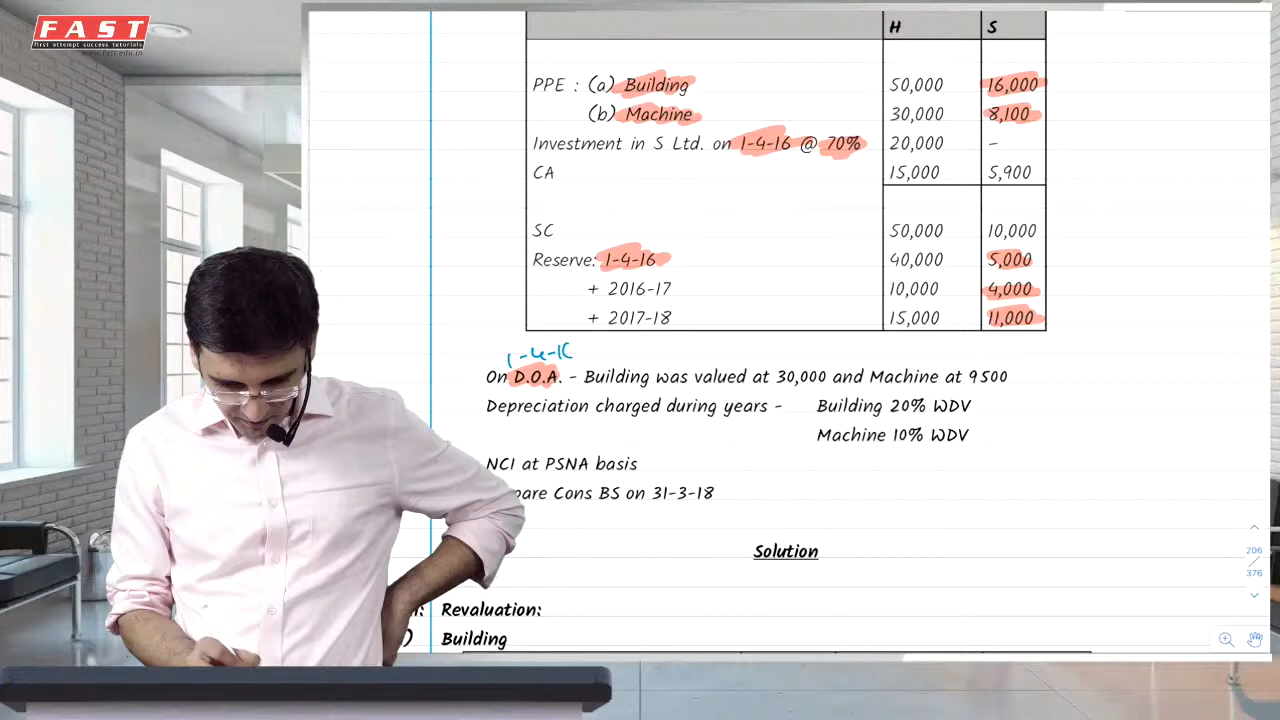 FAST
first attempt success tutorials
www.fast.edu.in
H S
PPE : (a) Building 50,000 16,000
(b) Machine 30,000 8,100
Investment in S Ltd. on 1-4-16 @ 70% 20,000 -
CA 15,000 5,900
SC 50,000 10,000
Reserve: 1-4-16 40,000 5,000
+ 2016-17 10,000 4,000
+ 2017-18 15,000 11,000
1-4-16
On D.O.A. - Building was valued at 30,000 and Machine at 9500
Depreciation charged during years - Building 20% WDV
Machine 10% WDV
NCI at PSNA basis
pare Cons BS on 31-3-18
Solution
206
376
1: Revaluation:
) Building